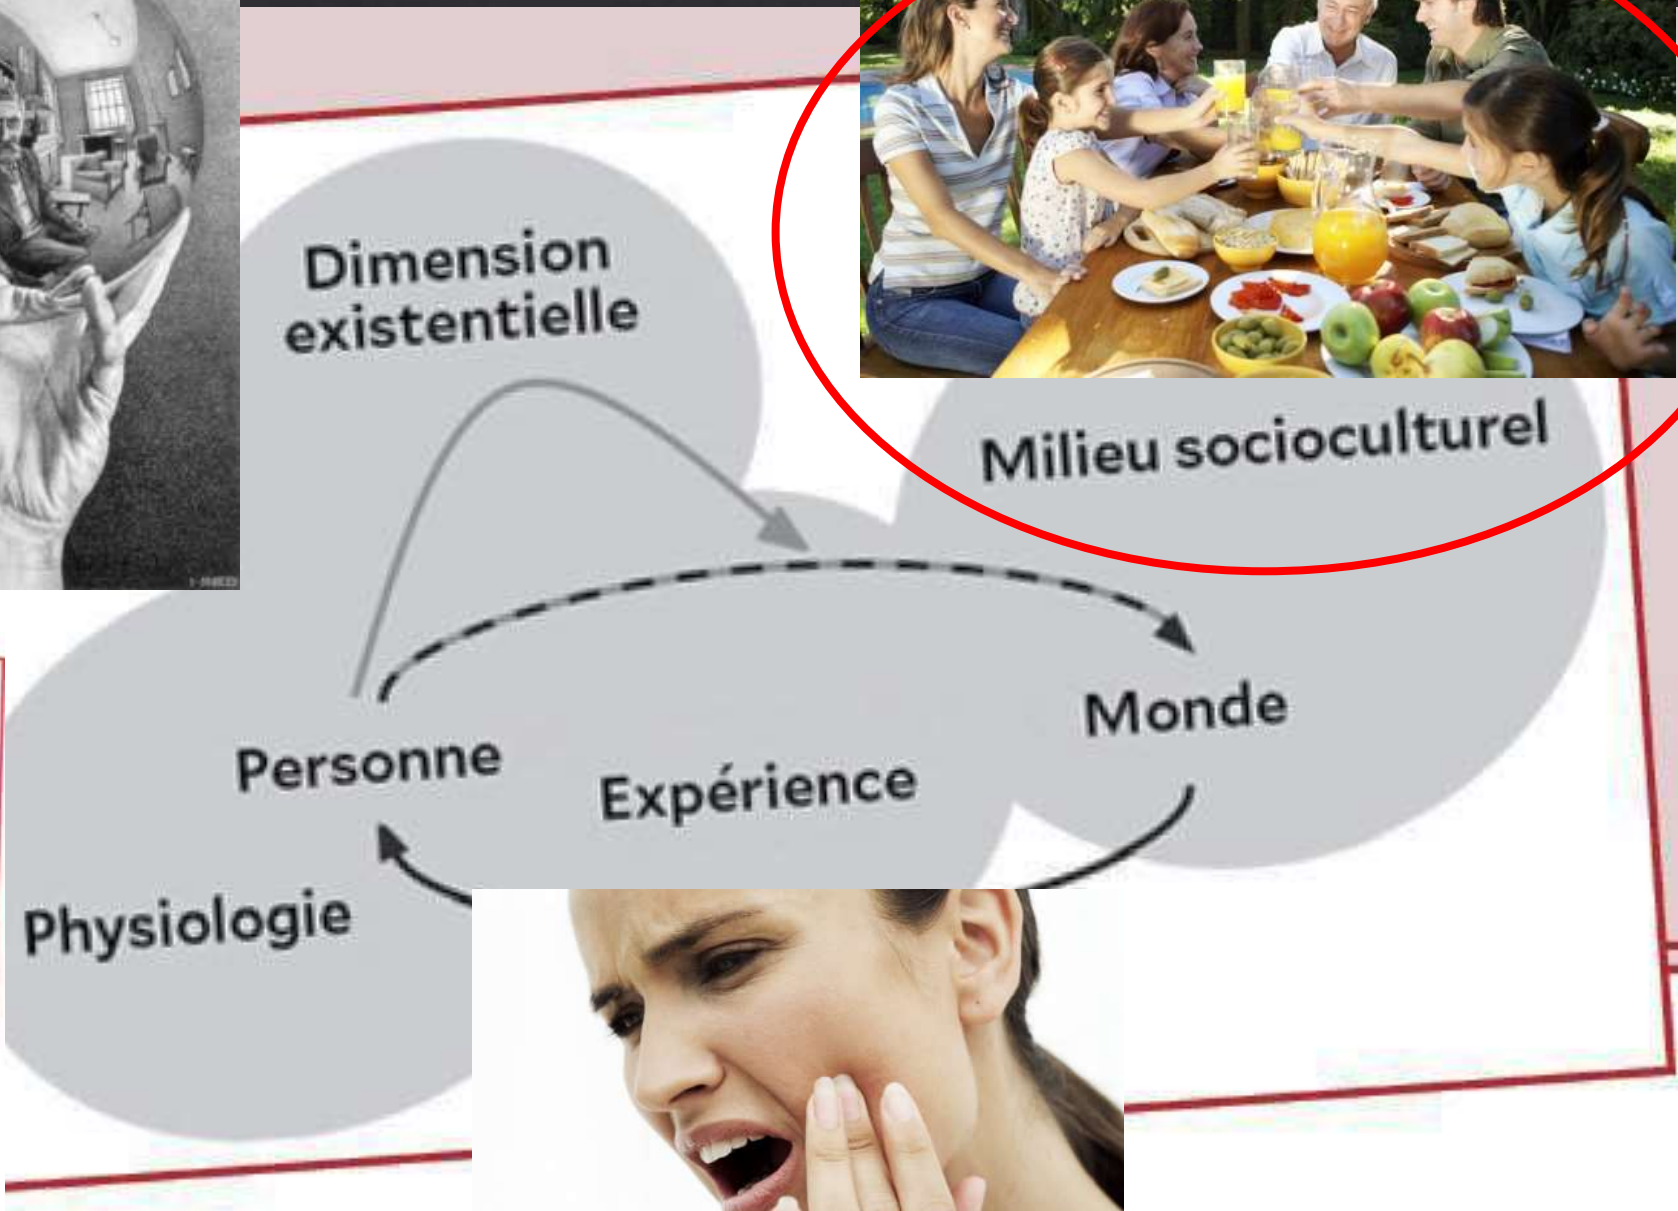 Dimension
existentielle
Milieu socioculturel
Monde
Personne
Expérience
Physiologie